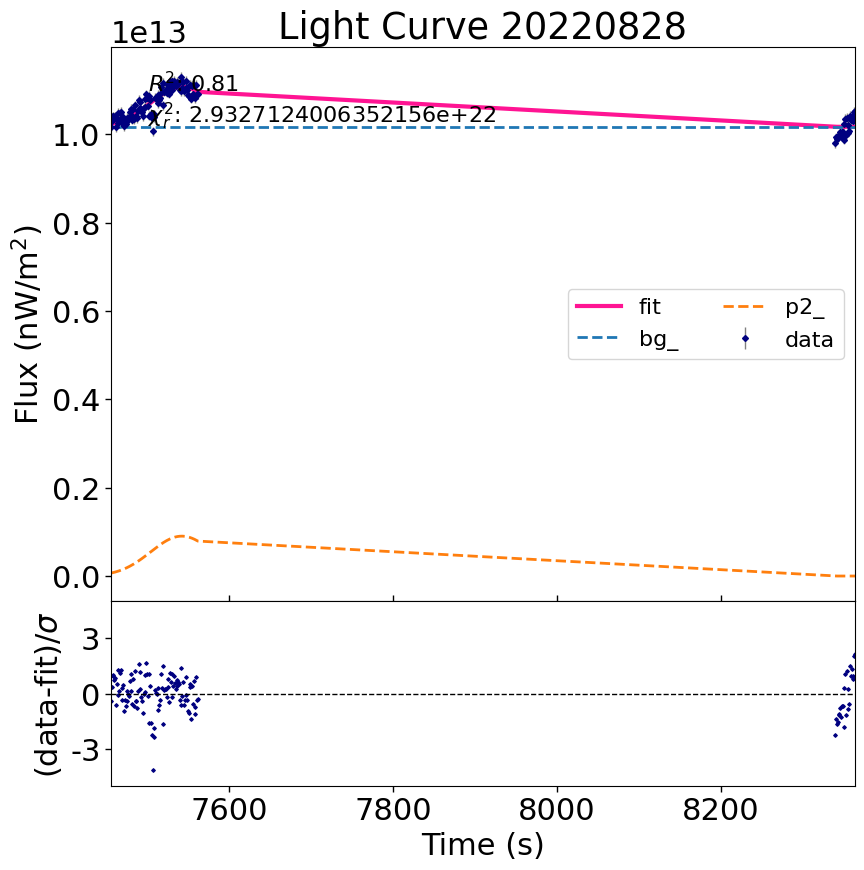 Light Curve 20220828
1e13
R²: 0.81
χ²ᵣ: 2.93271124006352156e+22
1.0
0.8
0.6
0.4
0.2
0.0
Flux (nW/m²)
fit
bg_
p2_
data
3
0
-3
(data-fit)/σ
7600 7800 8000 8200
Time (s)